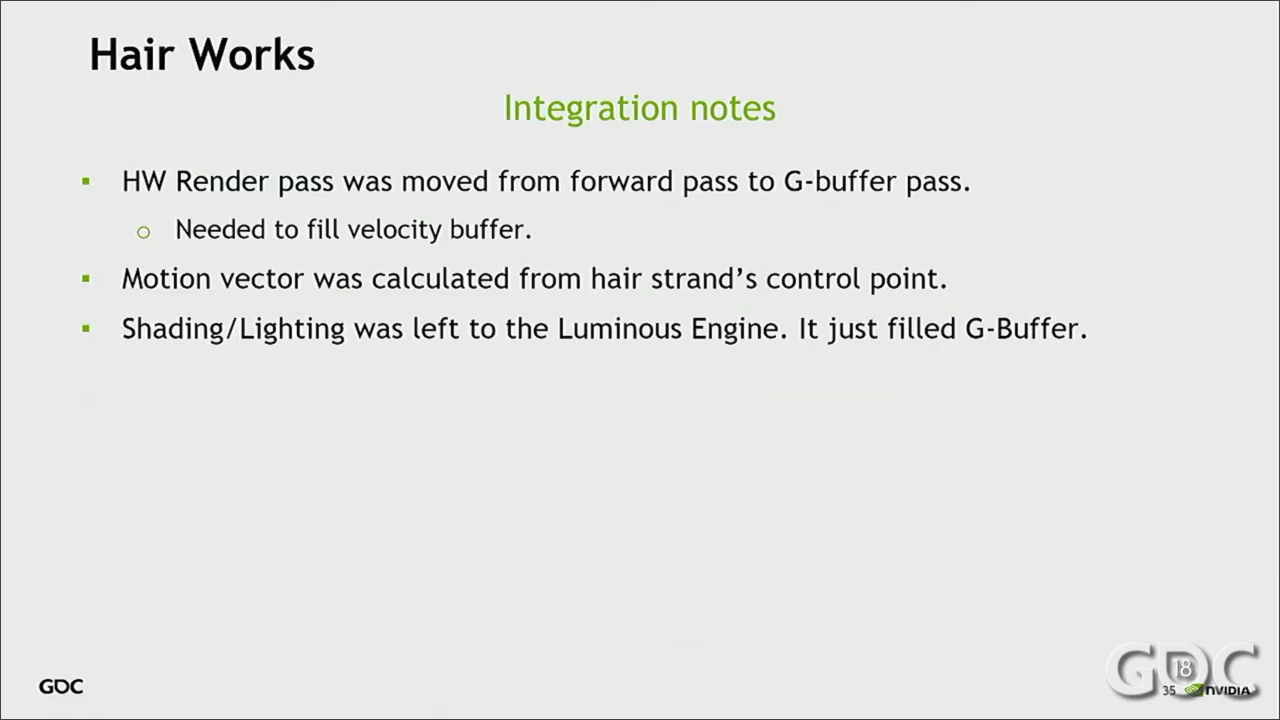 Hair Works
Integration notes
▪ HW Render pass was moved from forward pass to G-buffer pass.
o Needed to fill velocity buffer.
▪ Motion vector was calculated from hair strand’s control point.
▪ Shading/Lighting was left to the Luminous Engine. It just filled G-Buffer.
GDC
GDC 18
35 NVIDIA